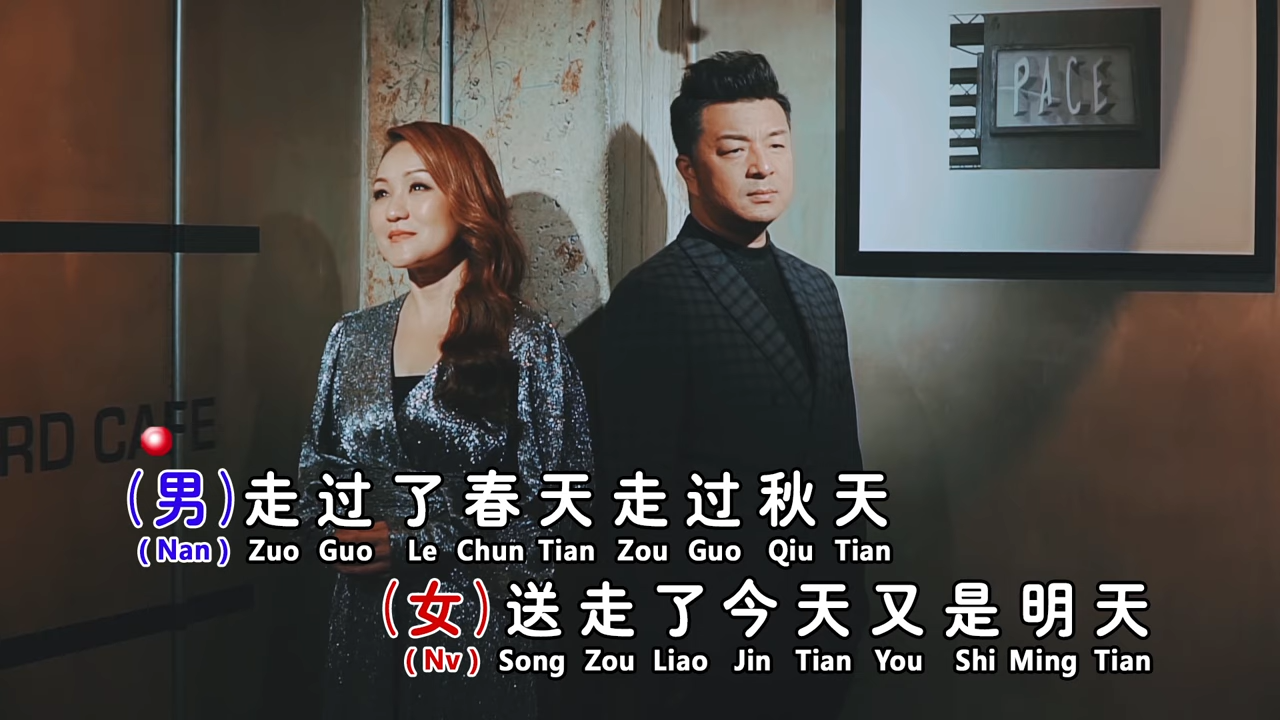 PACE
RD CAFE
(男)走过了春天走过秋天
(Nan) Zuo Guo Le Chun Tian Zou Guo Qiu Tian
(女)送走了今天又是明天
(Nv) Song Zou Liao Jin Tian You Shi Ming Tian